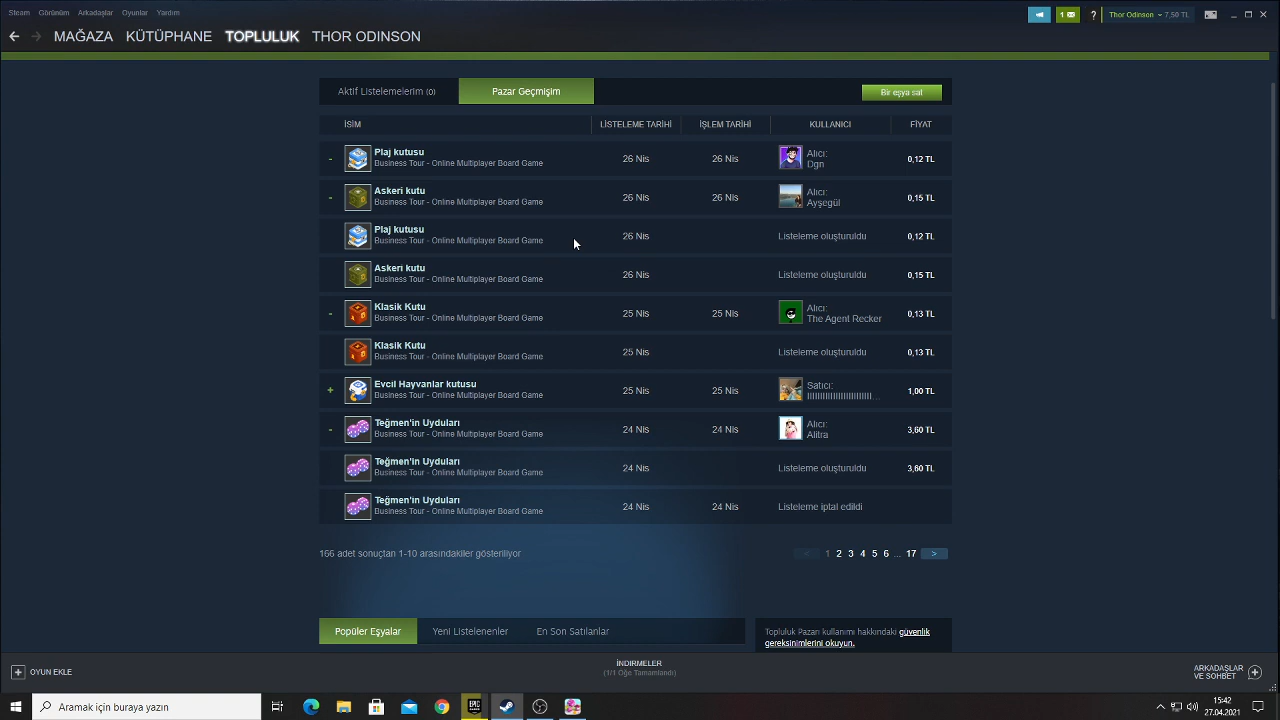 Steam Görünüm Arkadaşlar Oyunlar Yardım
1 ? Thor Odinson 7,50 TL
MAĞAZA KÜTÜPHANE TOPLULUK THOR ODINSON
Aktif Listelemelerim (0) Pazar Geçmişim Bir eşya sat
İSİM LİSTELEME TARİHİ İŞLEM TARİHİ KULLANICI FİYAT
- Plaj kutusu 26 Nis 26 Nis Alıcı: 0,12 TL
Business Tour - Online Multiplayer Board Game Dgn
- Askeri kutu 26 Nis 26 Nis Alıcı: 0,15 TL
Business Tour - Online Multiplayer Board Game Ayşegül
Plaj kutusu 26 Nis Listeleme oluşturuldu 0,12 TL
Business Tour - Online Multiplayer Board Game
Askeri kutu 26 Nis Listeleme oluşturuldu 0,15 TL
Business Tour - Online Multiplayer Board Game
- Klasik Kutu 25 Nis 25 Nis Alıcı: 0,13 TL
Business Tour - Online Multiplayer Board Game The Agent Recker
Klasik Kutu 25 Nis Listeleme oluşturuldu 0,13 TL
Business Tour - Online Multiplayer Board Game
+ Evcil Hayvanlar kutusu 25 Nis 25 Nis Satıcı: 1,00 TL
Business Tour - Online Multiplayer Board Game
- Teğmen'in Uyduları 24 Nis 24 Nis Alıcı: 3,60 TL
Business Tour - Online Multiplayer Board Game Alitra
Teğmen'in Uyduları 24 Nis Listeleme oluşturuldu 3,60 TL
Business Tour - Online Multiplayer Board Game
Teğmen'in Uyduları 24 Nis 24 Nis Listeleme iptal edildi
Business Tour - Online Multiplayer Board Game
166 adet sonuçtan 1-10 arasındakiler gösteriliyor < 1 2 3 4 5 6 ... 17 >
Popüler Eşyalar Yeni Listelenenler En Son Satılanlar
Topluluk Pazarı kullanımı hakkındaki güvenlik
gereksinimlerini okuyun.
OYUN EKLE
İNDİRMELER
(1/1 Öğe Tamamlandı)
ARKADAŞLAR
VE SOHBET
Aramak için buraya yazın
15:42
27.04.2021